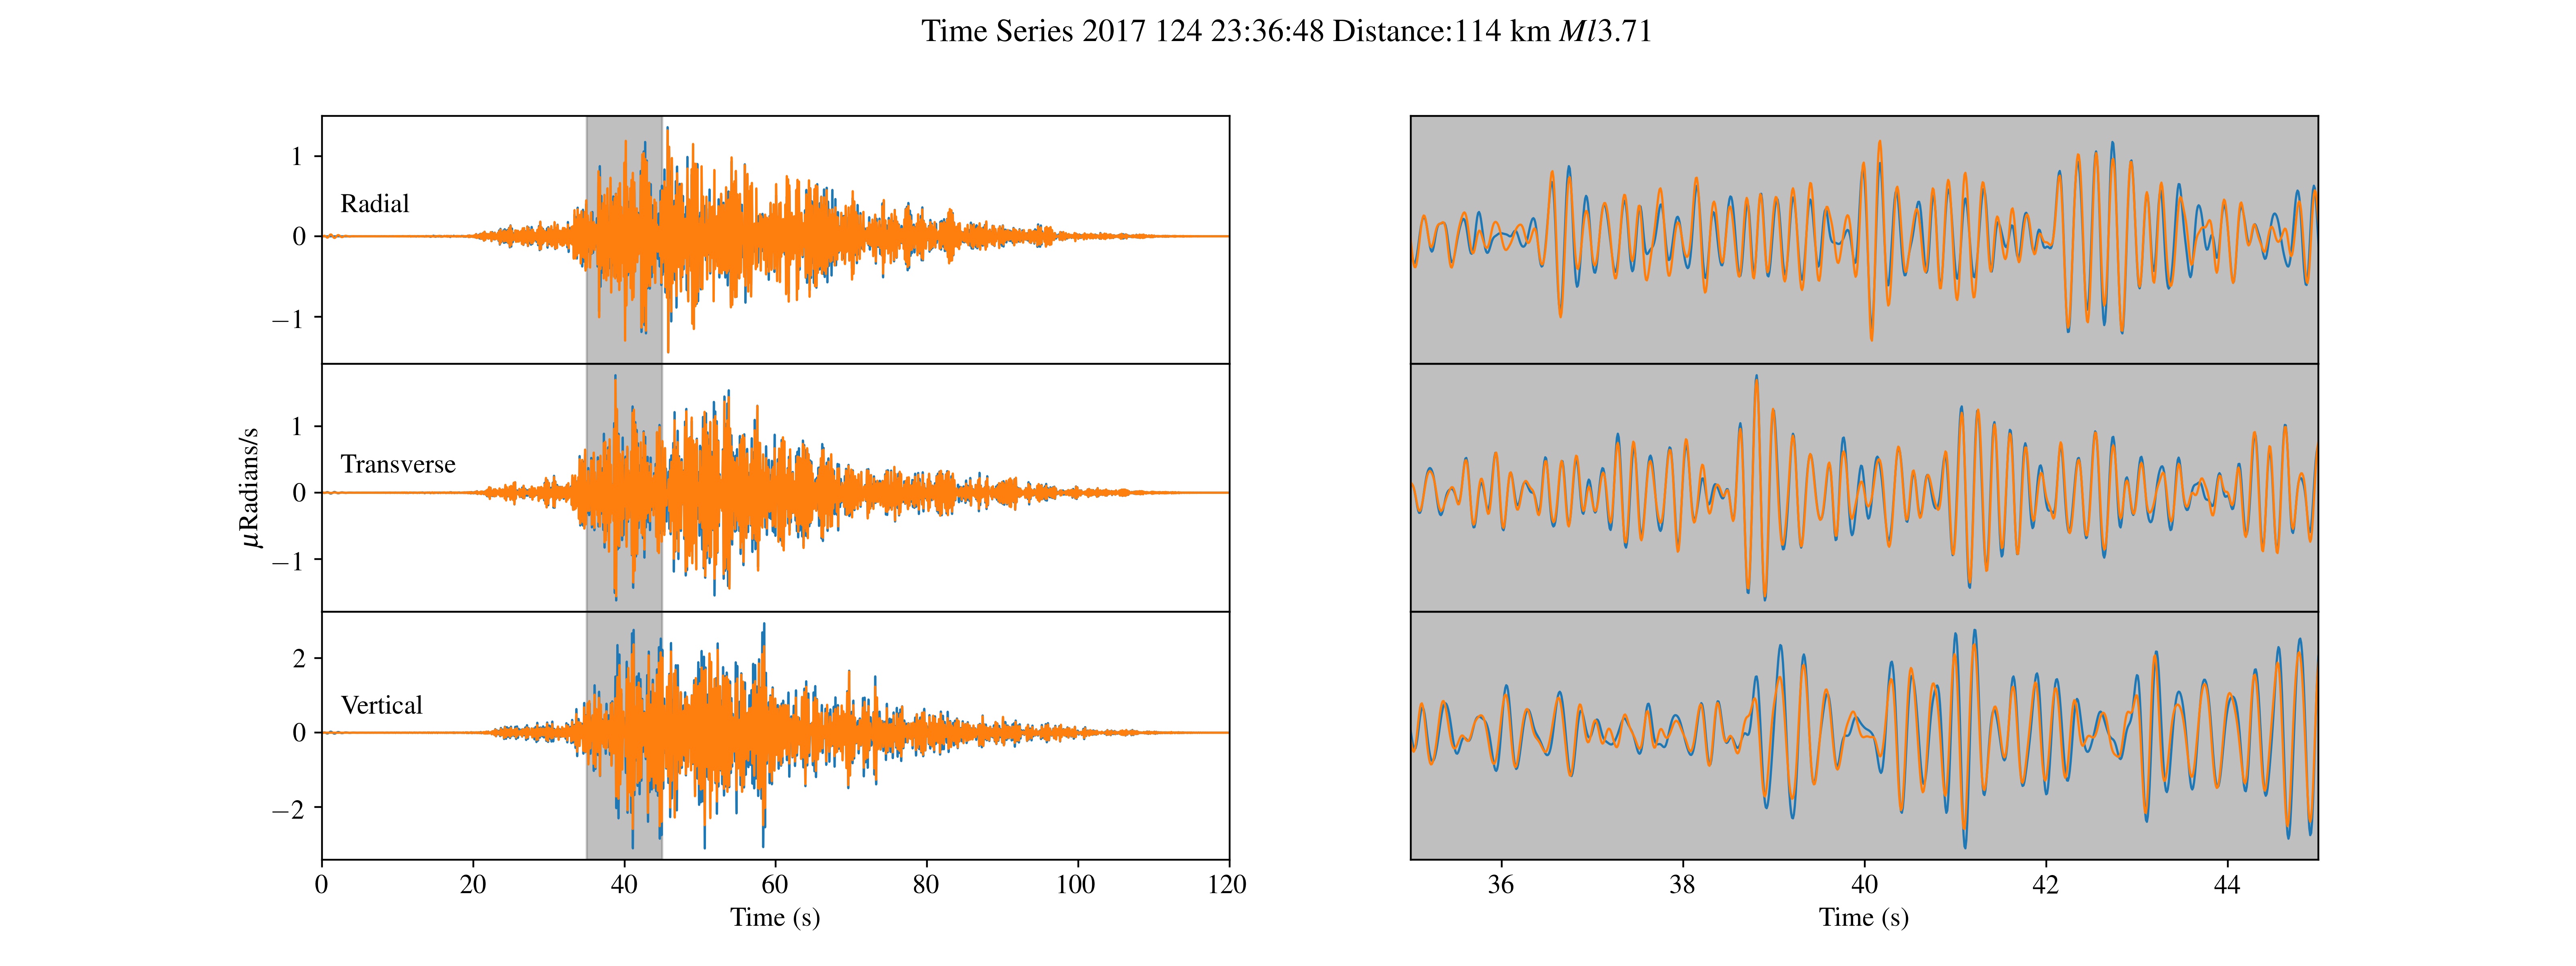 Time Series 2017 124 23:36:48 Distance:114 km Ml3.71
1
Radial
0
−1
1
Transverse
0
−1
μRadians/s
2
Vertical
0
−2
0 20 40 60 80 100 120
Time (s)
36 38 40 42 44
Time (s)